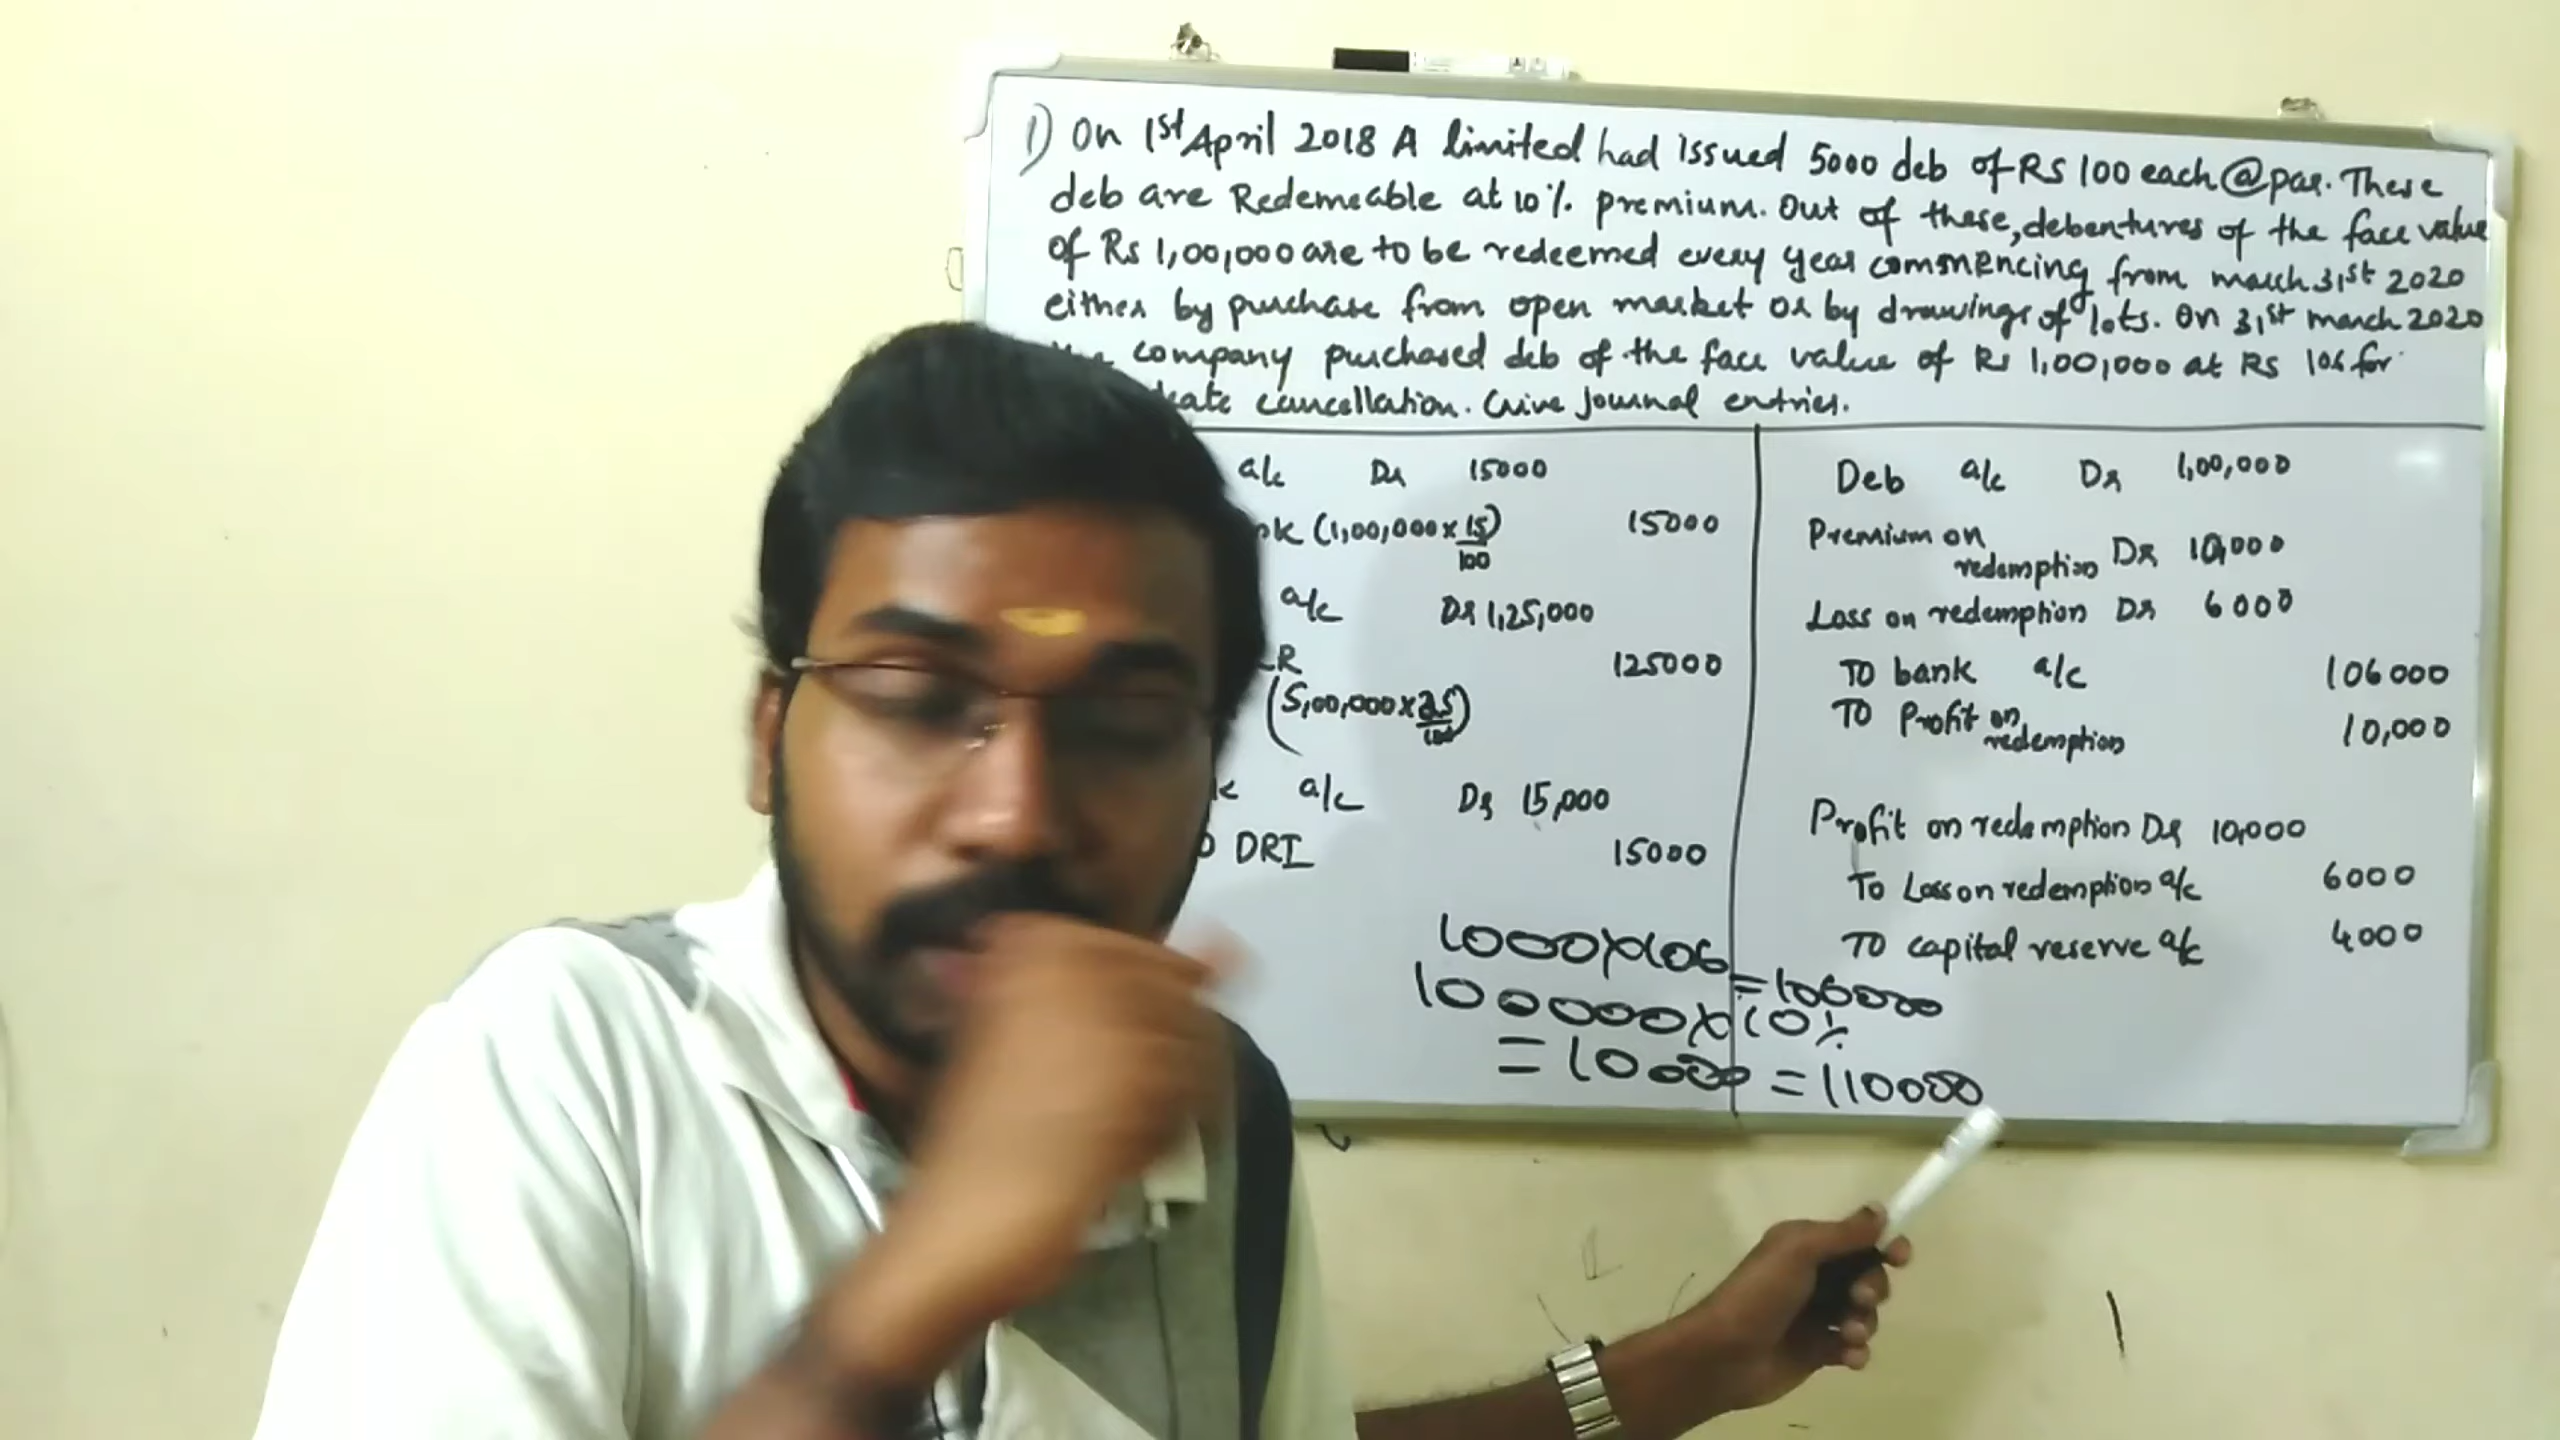 1) On 1st April 2018 A limited had issued 5000 deb of RS 100 each @ par. These
deb are Redemeable at 10% premium. Out of these, debentures of the face value
of Rs 1,00,000 are to be redeemed every year commencing from march 31st 2020
either by purchase from open market or by drawings of lots. On 31st march 2020
company purchased deb of the face value of Rs 1,00,000 at RS 106 for
cancellation. Give Journal entries.
a/c Dr 15000
(1,00,000 x 15/100) 15000
a/c Dr 1,25,000
125000
(5,00,000 x 25/100)
a/c Dr 15,000
DRI 15000
Deb a/c Dr 1,00,000
Premium on
redemption Dr 10,000
Loss on redemption Dr 6000
To bank a/c 106000
To Profit on
redemption 10,000
Profit on redemption Dr 10,000
To Loss on redemption a/c 6000
To capital reserve a/c 4000
1000x106 = 106000
100000x10%
= 10000 = 110000